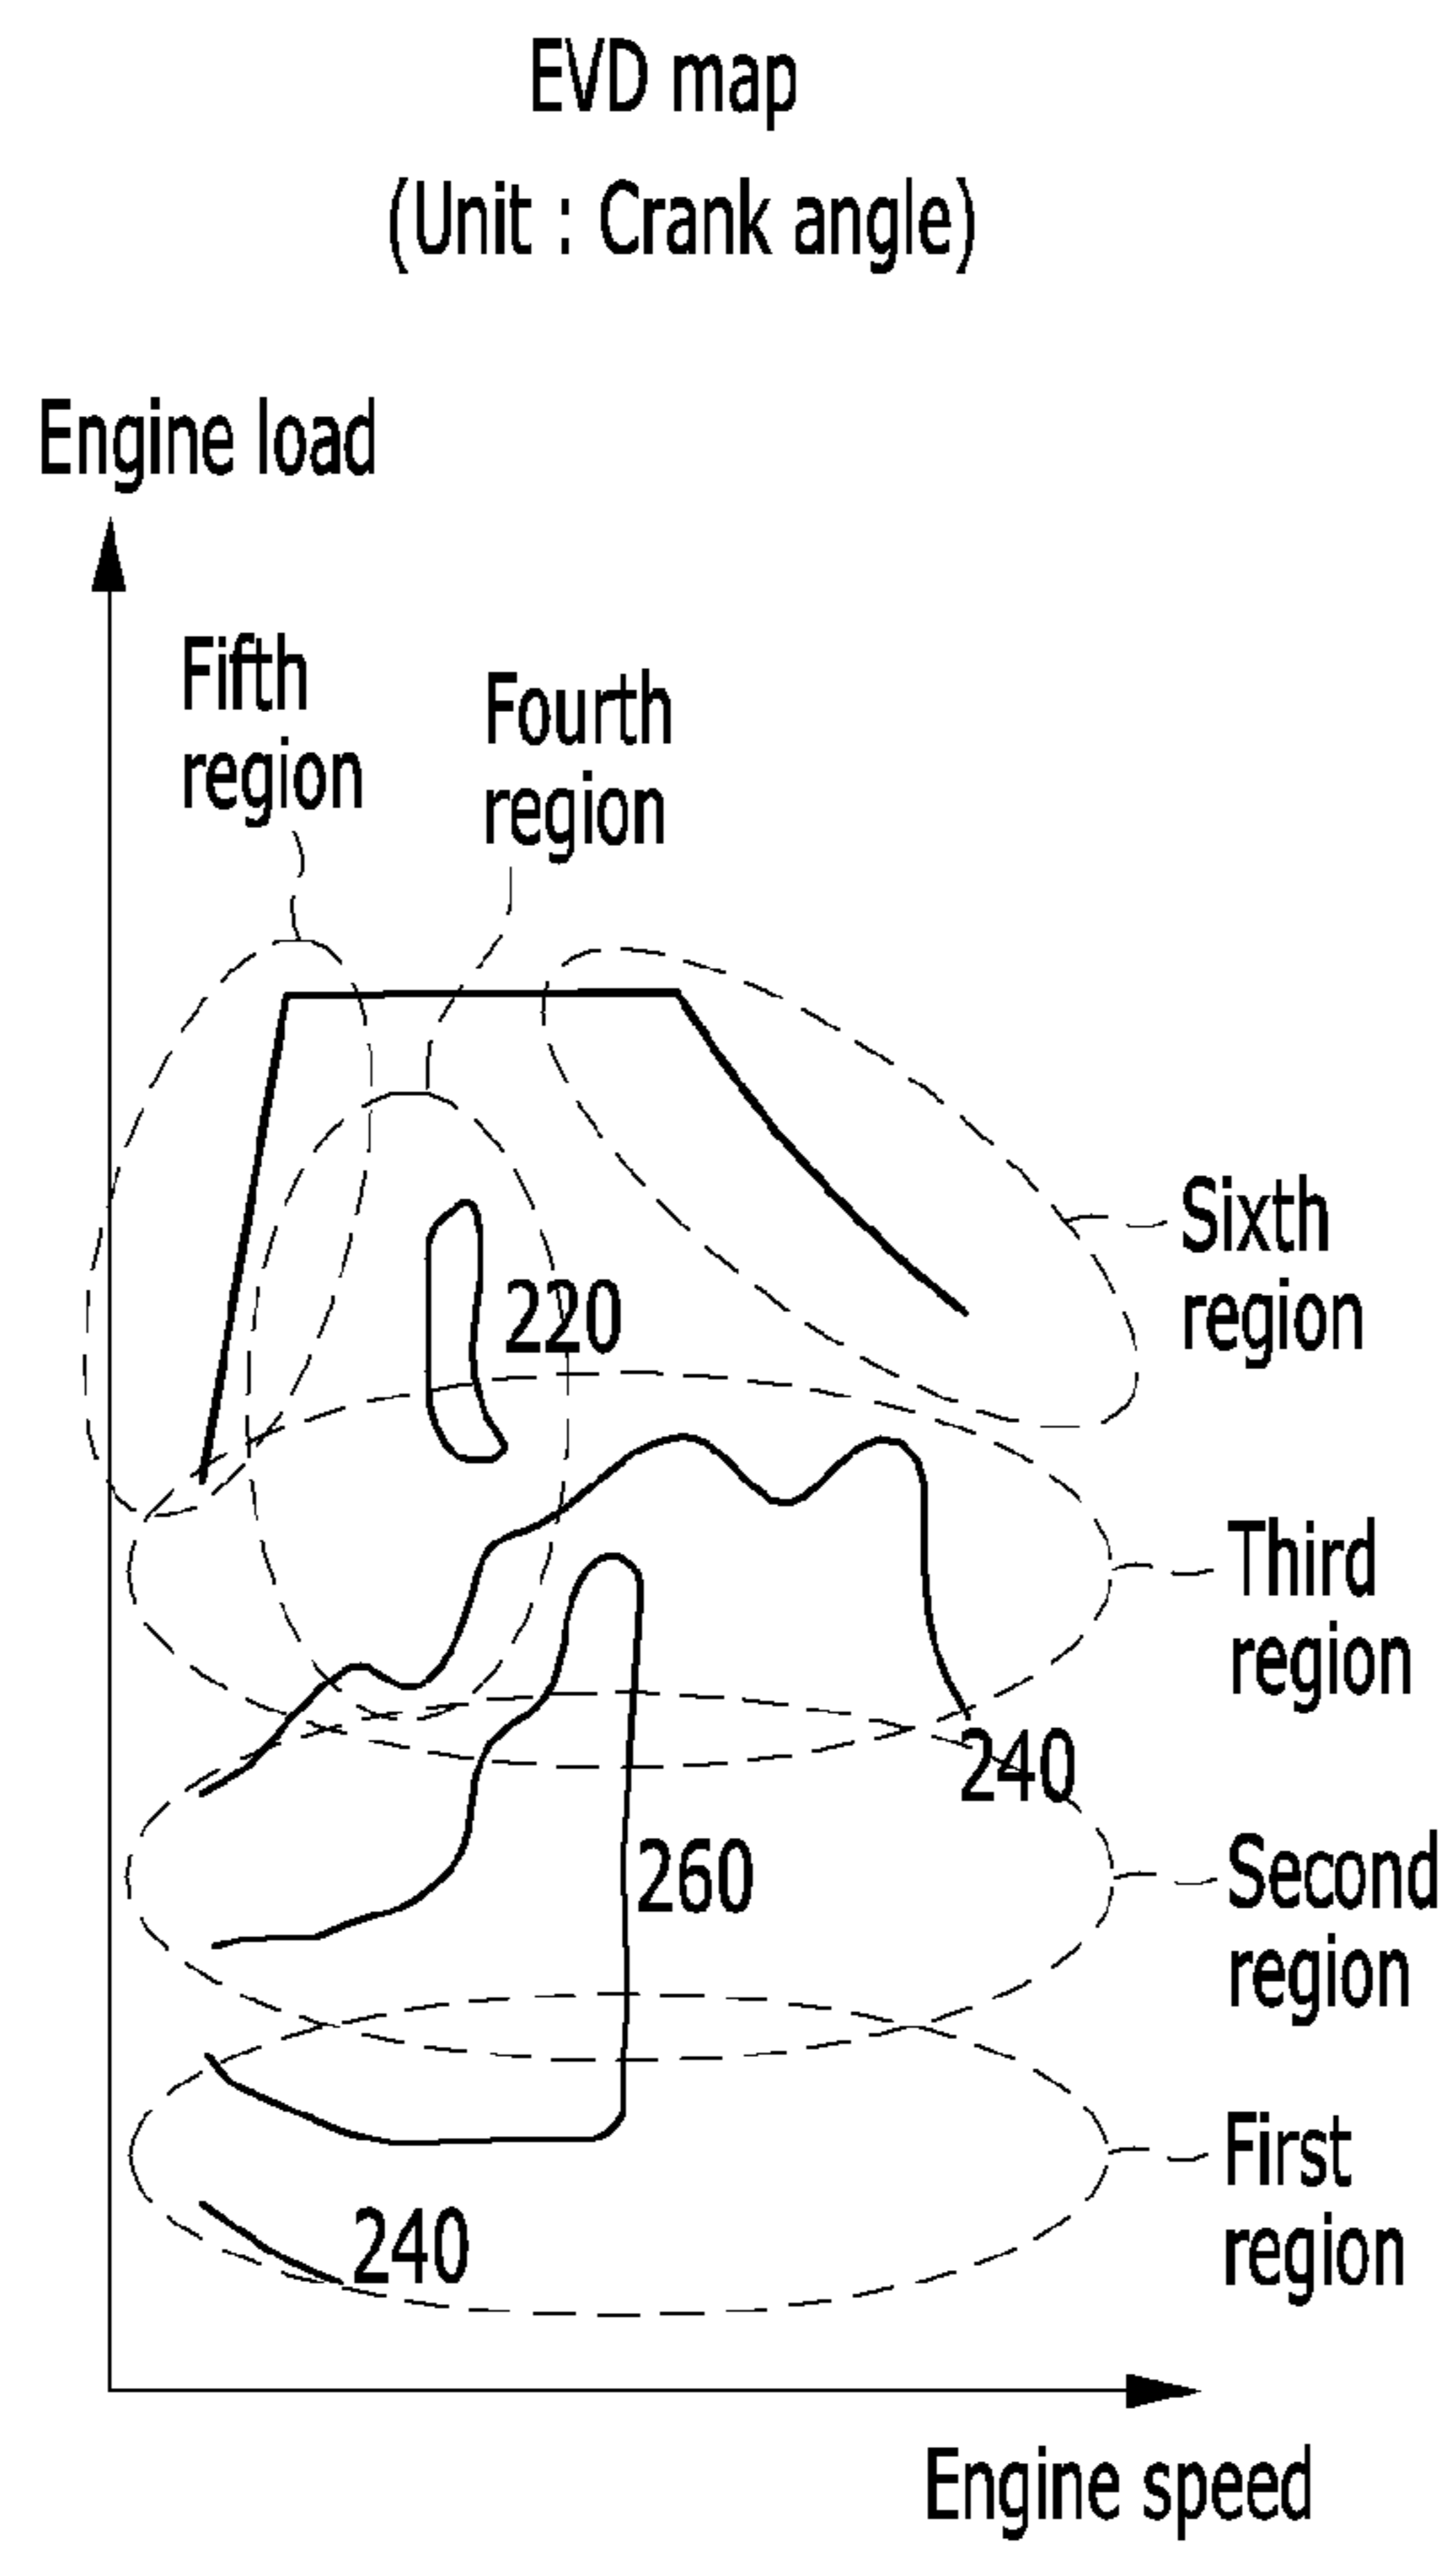 EVD map
(Unit : Crank angle)
Engine load
Fifth
region
Fourth
region
220
Sixth
region
Third
region
240
260
Second
region
First
region
240
Engine speed